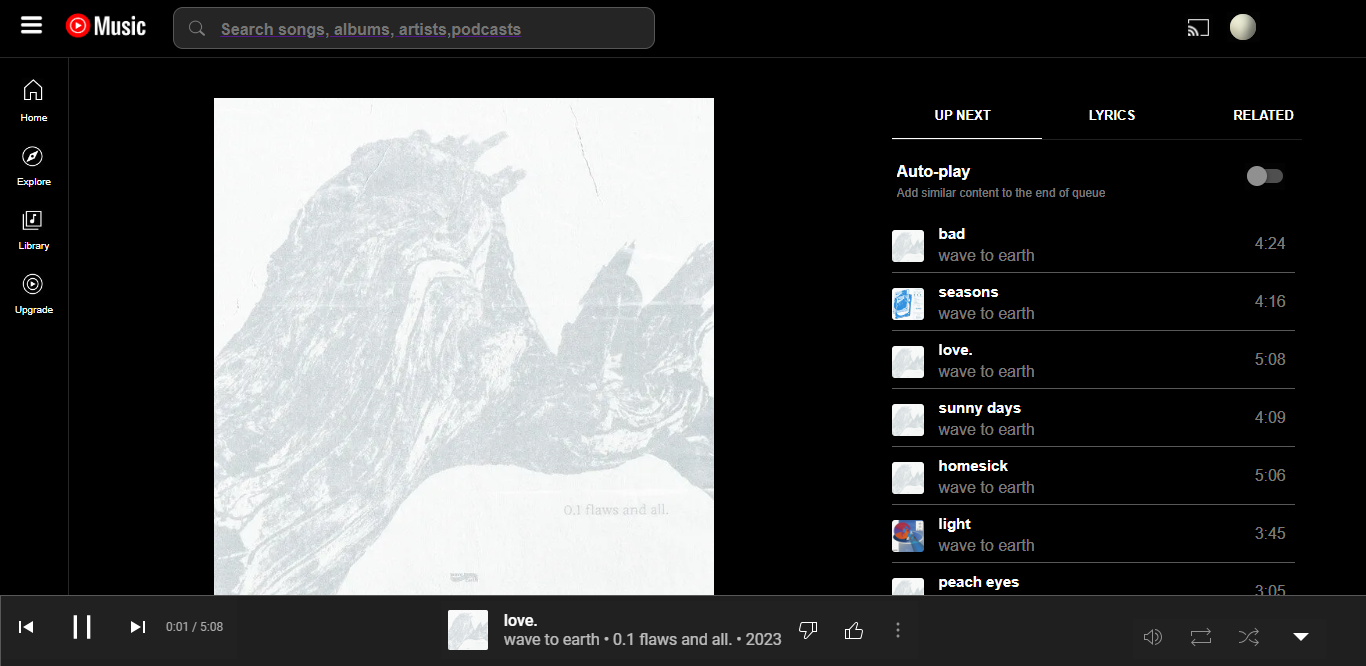 Music
Search songs, albums, artists,podcasts
Home
Explore
Library
Upgrade
0.1 flaws and all.
UP NEXT
LYRICS
RELATED
Auto-play
Add similar content to the end of queue
bad
wave to earth
4:24
seasons
wave to earth
4:16
love.
wave to earth
5:08
sunny days
wave to earth
4:09
homesick
wave to earth
5:06
light
wave to earth
3:45
peach eyes
3:05
0:01 / 5:08
love.
wave to earth • 0.1 flaws and all. • 2023